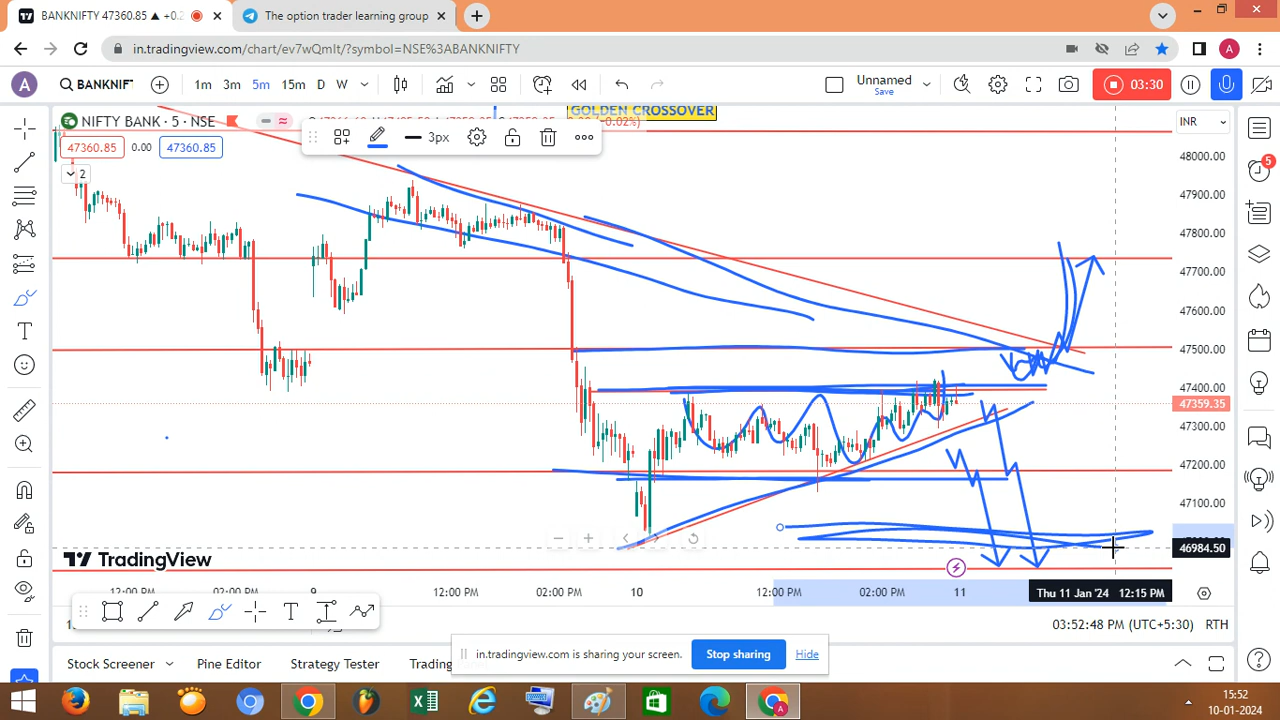 BANKNIFTY 47360.85 ▲ +0.2
The option trader learning group
in.tradingview.com/chart/ev7wQmIt/?symbol=NSE%3ABANKNIFTY
A
A
BANKNIF
1m 3m 5m 15m D W
Unnamed
Save
03:30
GOLDEN CROSSOVER
NIFTY BANK · 5 · NSE
-0.02%)
INR
3px
47360.85 0.00 47360.85
2
5
48000.00
47900.00
47800.00
47700.00
47600.00
47500.00
47400.00
47359.35
47300.00
47200.00
47100.00
46984.50
TradingView
12:00 PM 02:00 PM 9 12:00 PM 02:00 PM 10 12:00 PM 02:00 PM 11 Thu 11 Jan '24 12:15 PM
03:52:48 PM (UTC+5:30) RTH
in.tradingview.com is sharing your screen. Stop sharing Hide
Stock Screener Pine Editor Strategy Tester Trading
15:52
10-01-2024